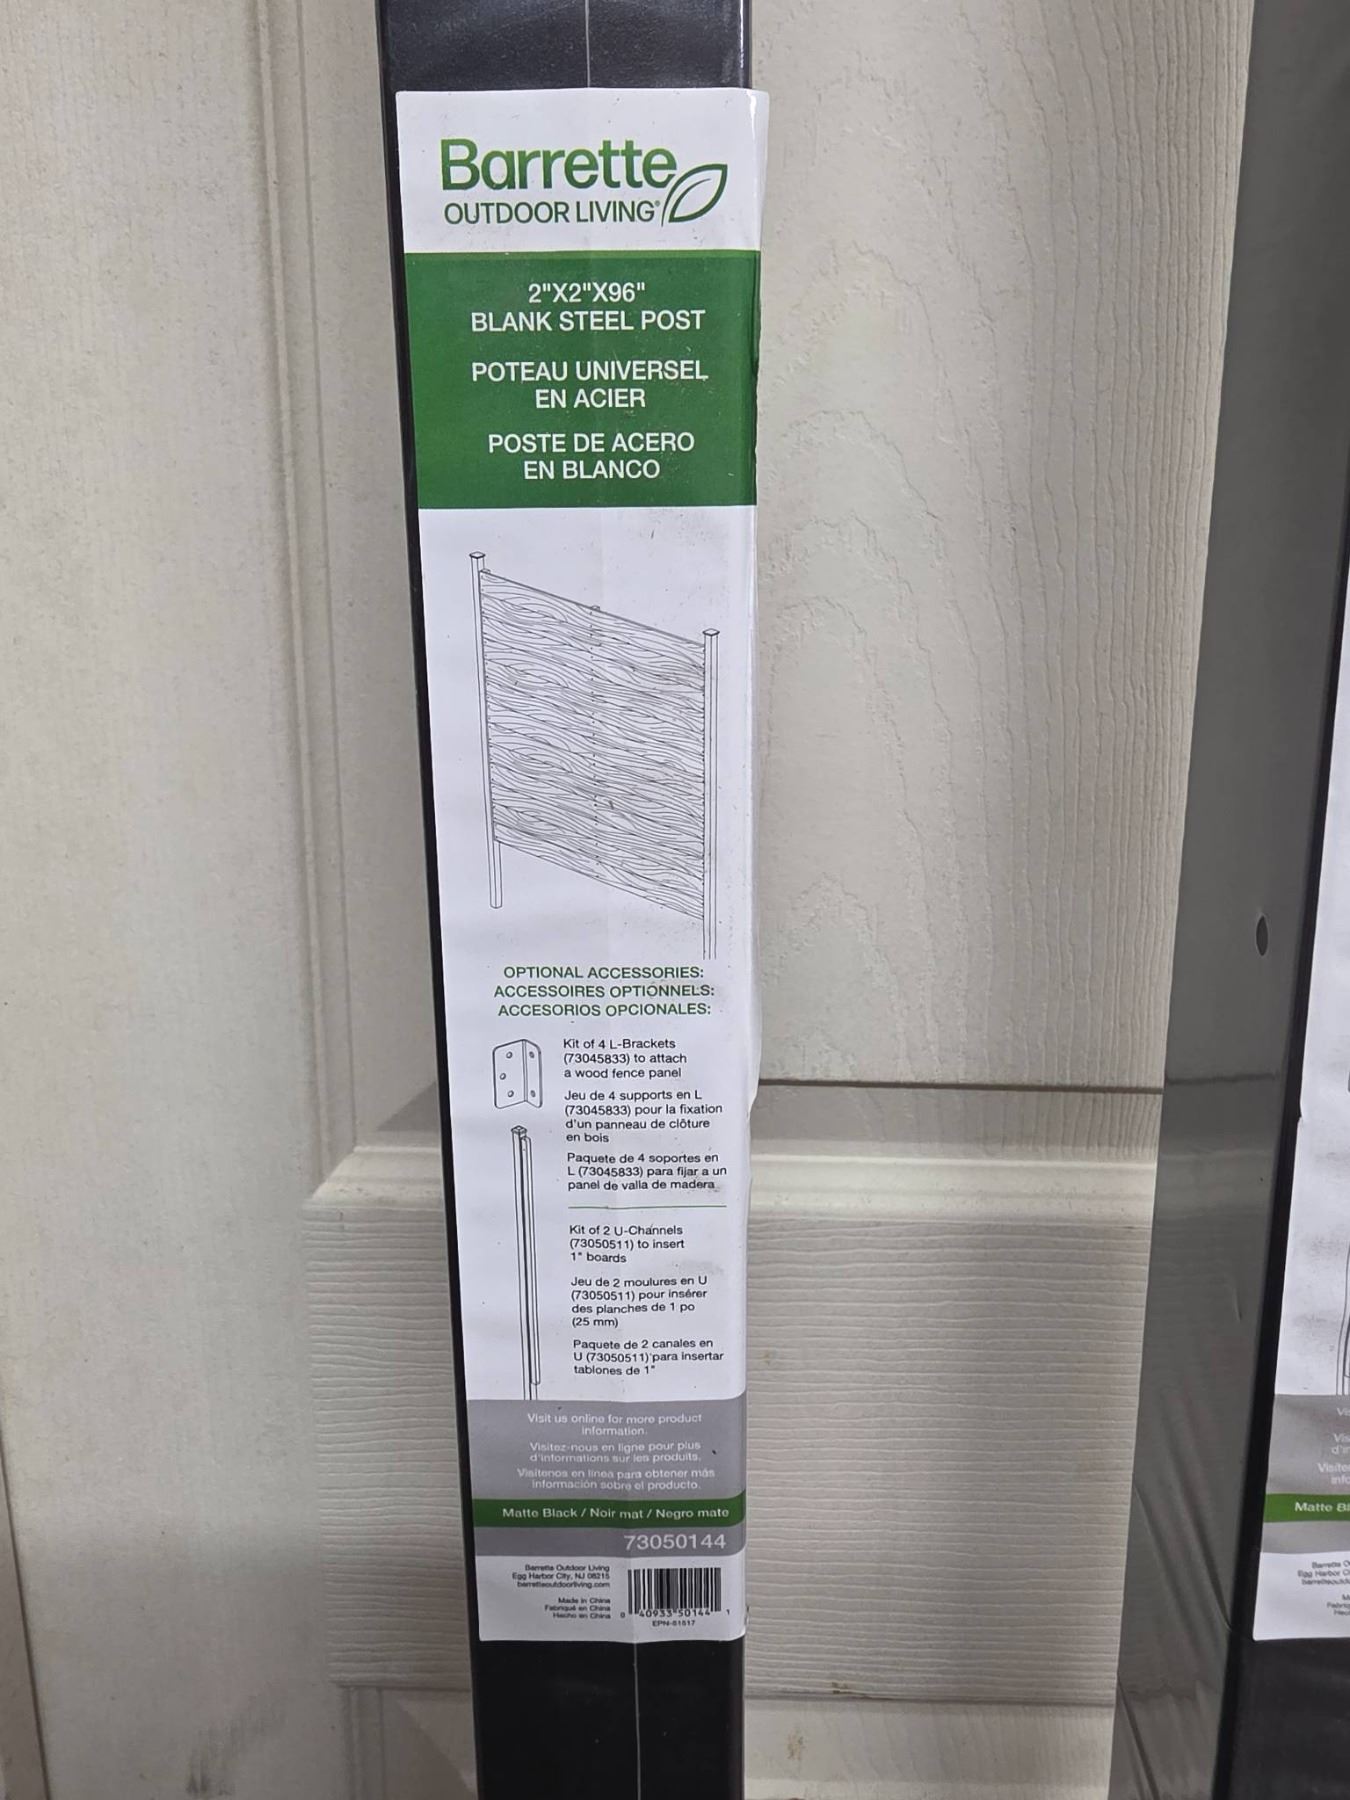 Barrette
OUTDOOR LIVING®
2"X2"X96"
BLANK STEEL POST
POTEAU UNIVERSEL
EN ACIER
POSTE DE ACERO
EN BLANCO
OPTIONAL ACCESSORIES:
ACCESSOIRES OPTIONNELS:
ACCESORIOS OPCIONALES:
Kit of 4 L-Brackets
(73045833) to attach
a wood fence panel
Jeu de 4 supports en L
(73045833) pour la fixation
d'un panneau de clôture
en bois
Paquete de 4 soportes en
L (73045833) para fijar a un
panel de valla de madera
Kit of 2 U-Channels
(73050511) to insert
1" boards
Jeu de 2 moulures en U
(73050511) pour insérer
des planches de 1 po
(25 mm)
Paquete de 2 canales en
U (73050511) para insertar
tablones de 1"
Visit us online for more product
information.
Visitez-nous en ligne pour plus
d'informations sur les produits.
Visítenos en línea para obtener más
información sobre el producto.
Matte Black / Noir mat / Negro mate
73050144
Barrette Outdoor Living
Egg Harbor City, NJ 08215
barretteoutdoorliving.com
Made in China
Fabriqué en China
Hecho en China
0 40933 50144 1
EPN-51517
Matte